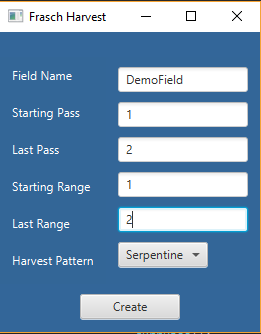 Frasch Harvest
Field Name DemoField
Starting Pass 1
Last Pass 2
Starting Range 1
Last Range 2
Harvest Pattern Serpentine
Create